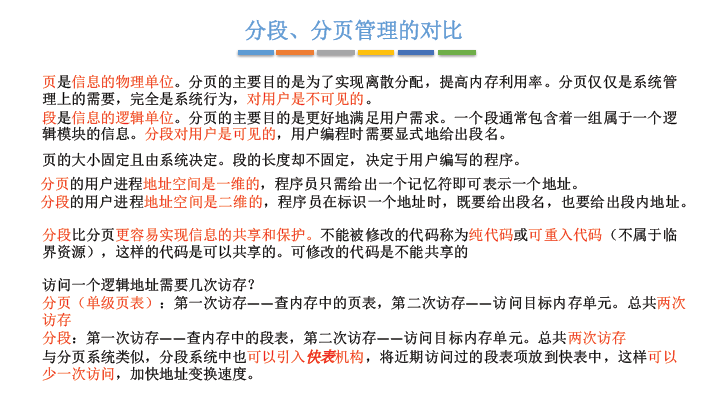 分段、分页管理的对比
页是信息的物理单位。分页的主要目的是为了实现离散分配，提高内存利用率。分页仅仅是系统管
理上的需要，完全是系统行为，对用户是不可见的。
段是信息的逻辑单位。分页的主要目的是更好地满足用户需求。一个段通常包含着一组属于一个逻
辑模块的信息。分段对用户是可见的，用户编程时需要显式地给出段名。
页的大小固定且由系统决定。段的长度却不固定，决定于用户编写的程序。
分页的用户进程地址空间是一维的，程序员只需给出一个记忆符即可表示一个地址。
分段的用户进程地址空间是二维的，程序员在标识一个地址时，既要给出段名，也要给出段内地址。
分段比分页更容易实现信息的共享和保护。不能被修改的代码称为纯代码或可重入代码（不属于临
界资源），这样的代码是可以共享的。可修改的代码是不能共享的
访问一个逻辑地址需要几次访存？
分页（单级页表）：第一次访存——查内存中的页表，第二次访存——访问目标内存单元。总共两次
访存
分段：第一次访存——查内存中的段表，第二次访存——访问目标内存单元。总共两次访存
与分页系统类似，分段系统中也可以引入快表机构，将近期访问过的段表项放到快表中，这样可以
少一次访问，加快地址变换速度。